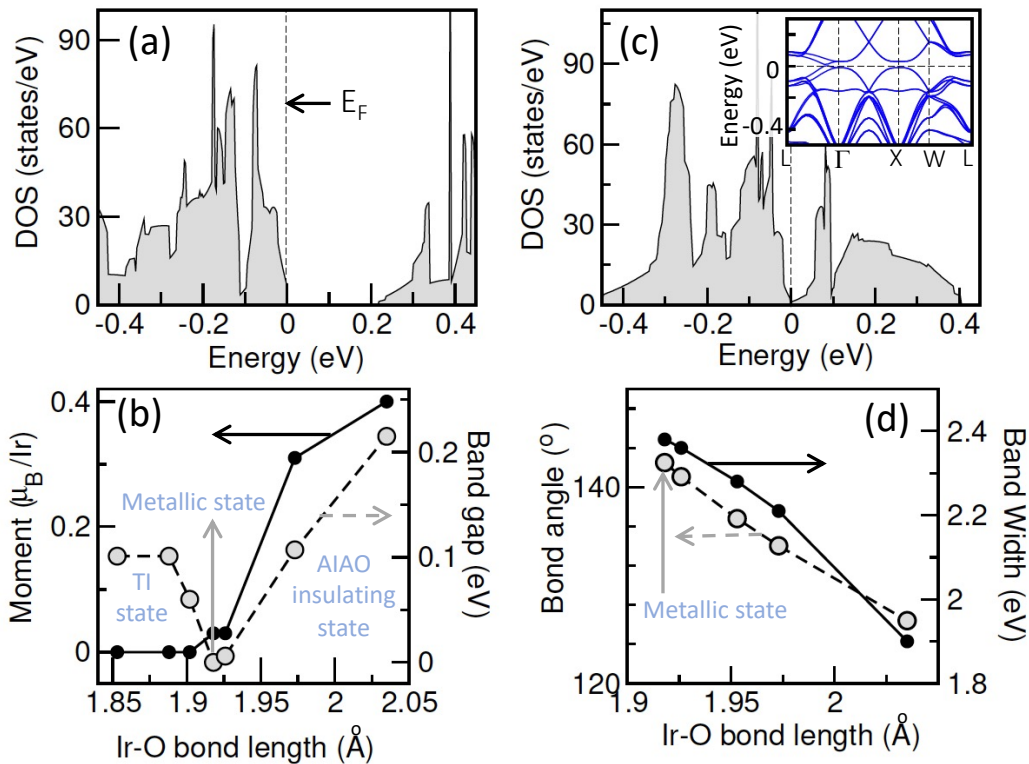 (a)
E_F
DOS (states/eV)
90
60
30
0
-0.4
-0.2
0
0.2
0.4
Energy (eV)
(c)
DOS (states/eV)
90
60
30
0
-0.4
-0.2
0
0.2
0.4
Energy (eV)
Energy (eV)
0
-0.4
L
Γ
X
W
L
(b)
Moment (μ_B/Ir)
0.4
0.2
0
Metallic state
TI
state
AIAO
insulating
state
0.2
0.1
0
Band gap
(eV)
1.85
1.9
1.95
2
2.05
Ir-O bond length (Å)
(d)
Bond angle (°)
140
120
Metallic state
2.4
2.2
2
1.8
Band Width
(eV)
1.9
1.95
2
2.05
Ir-O bond length (Å)